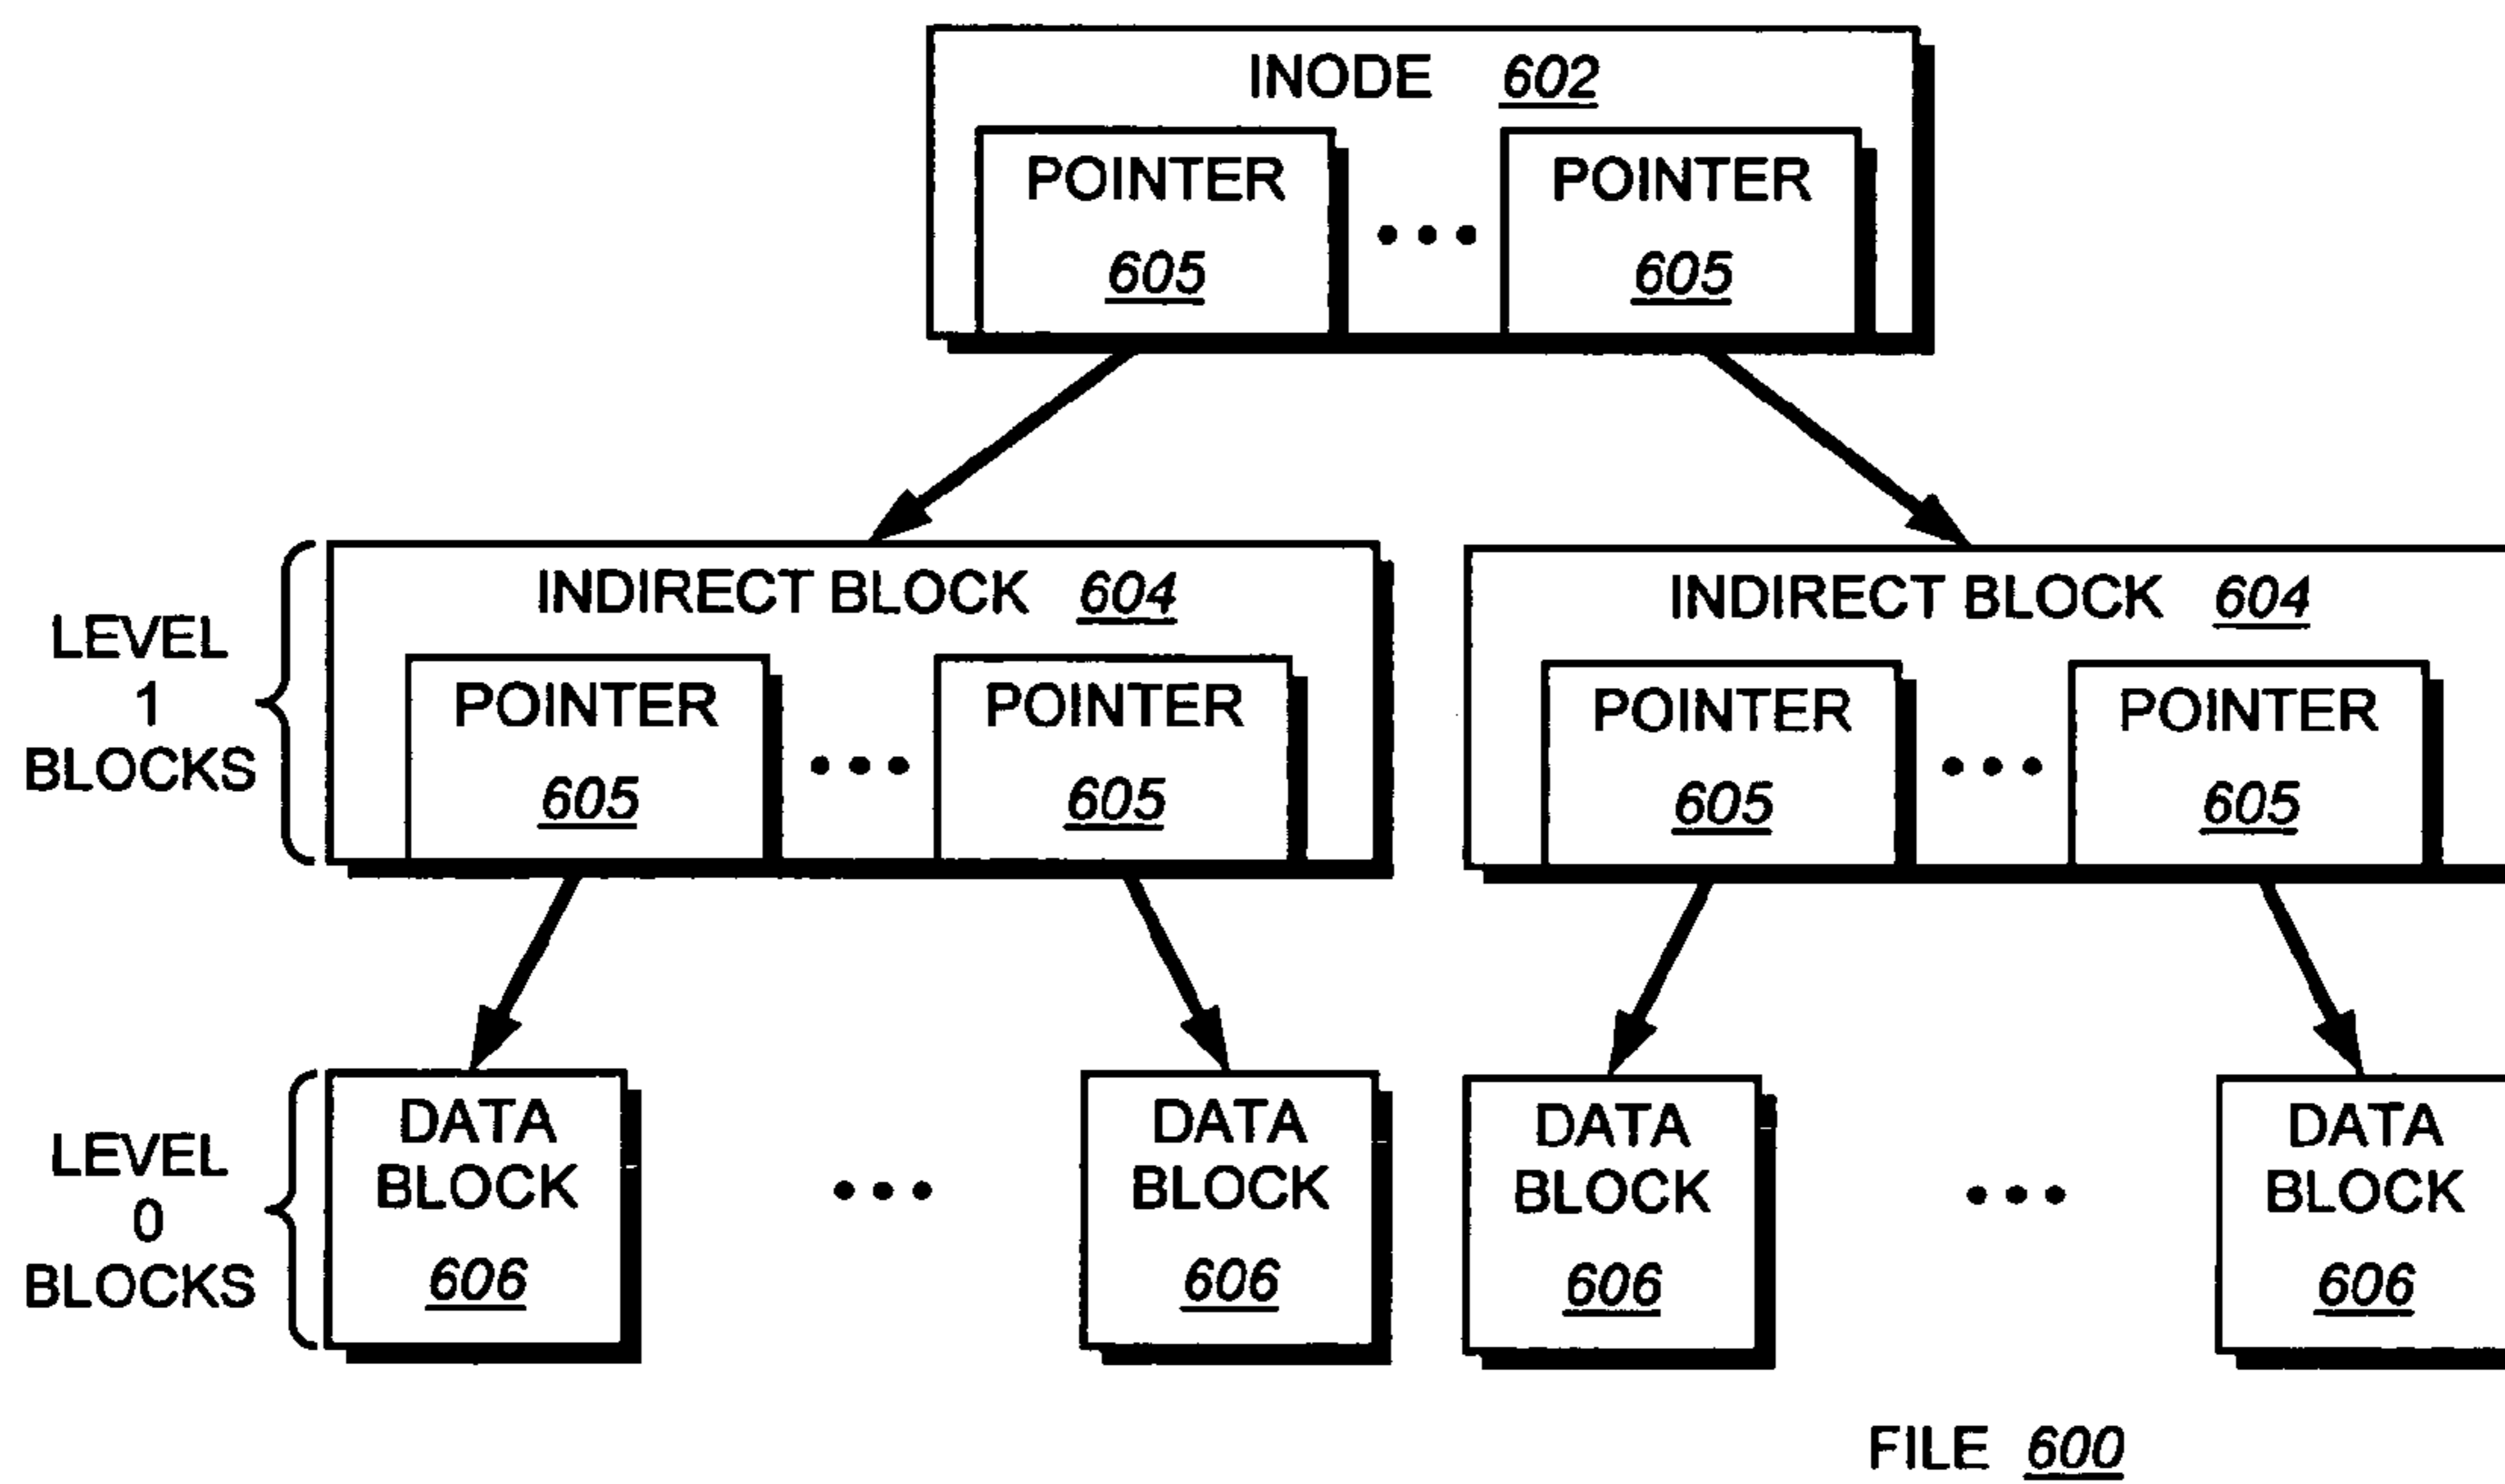 INODE 602
POINTER POINTER
605 ••• 605
INDIRECT BLOCK 604
INDIRECT BLOCK 604
LEVEL
1
BLOCKS
POINTER POINTER
605 ••• 605
POINTER POINTER
605 ••• 605
LEVEL
0
BLOCKS
DATA
BLOCK
606
•••
DATA
BLOCK
606
DATA
BLOCK
606
•••
DATA
BLOCK
606
FILE 600